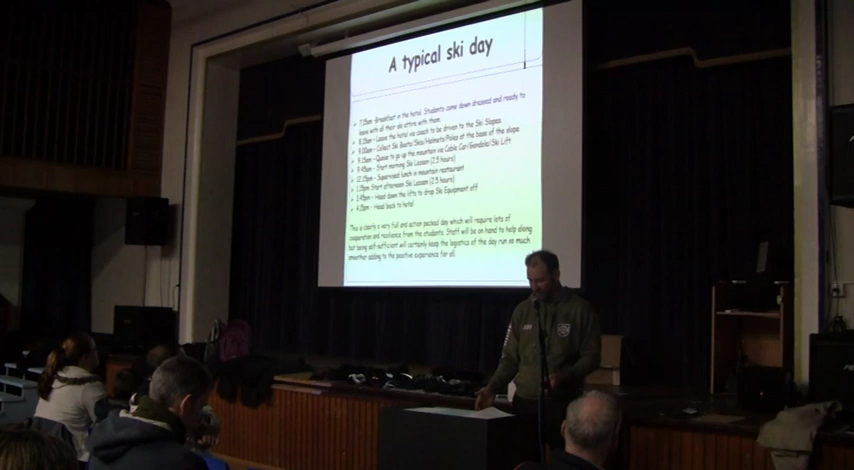 A typical ski day
7.15am -Breakfast in the hotel. Students come down dressed and ready to
leave with all their ski attire with them.
8.15am - Leave the hotel via coach to be driven to the Ski Slopes.
9.00am - Collect Ski Boots/Skis/Helmets/Poles at the base of the slope
9.15am - Queue to go up the mountain via Cable Car/Gondola/Ski Lift
9.45am - Start morning Ski Lesson (2.5 hours)
12.15pm - Supervised lunch in mountain restaurant
1.15pm Start afternoon Ski Lesson (2.5 hours)
Head down the lifts to drop Ski Equipment off
4.15pm - Head back to hotel
This is clearly a very full and action packed day which will require lots of
cooperation and resilience from the students. Staff will be on hand to help along
but being self-sufficient will certainly keep the logistics of the day run so much
smoother adding to the positive experience for all.